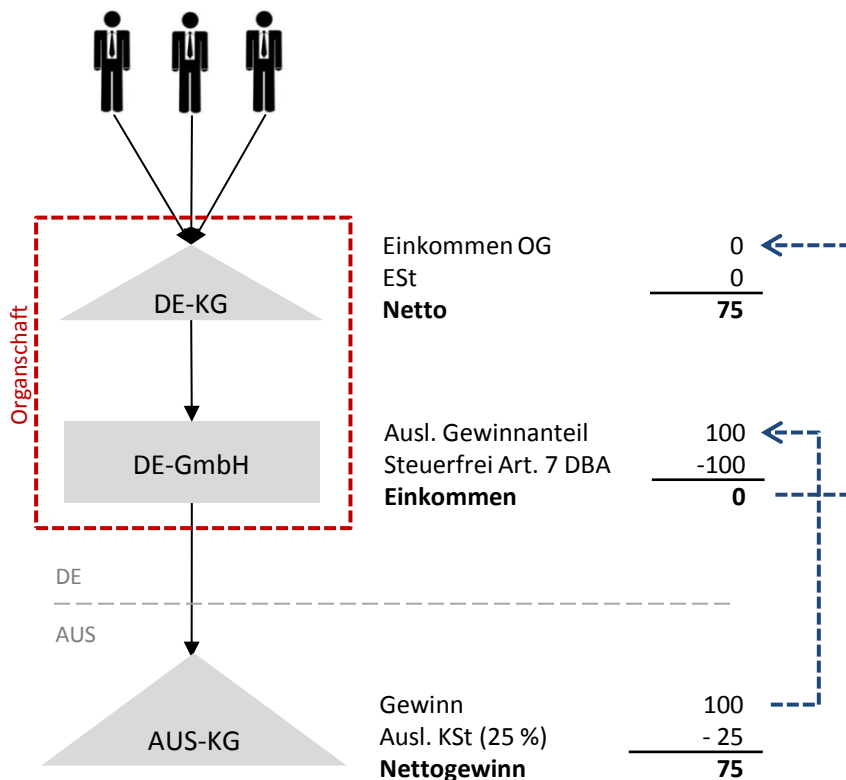 Einkommen OG 0
ESt 0
Netto 75
DE-KG
Organschaft
DE-GmbH
Ausl. Gewinnanteil 100
Steuerfrei Art. 7 DBA -100
Einkommen 0
DE
AUS
AUS-KG
Gewinn 100
Ausl. KSt (25 %) - 25
Nettogewinn 75